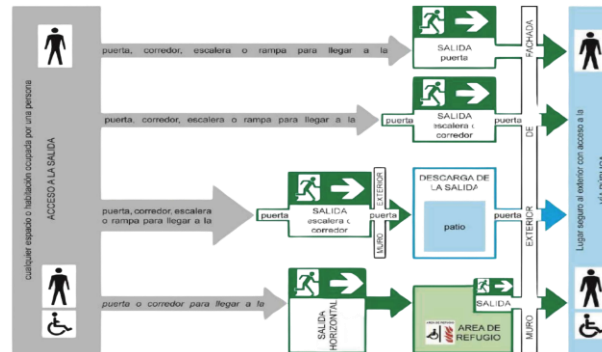 cualquier espacio o habitación ocupada por una persona
ACCESO A LA SALIDA
puerta, corredor, escalera o rampa para llegar a la
SALIDA
puerta
puerta, corredor, escalera o rampa para llegar a la
puerta
SALIDA
escalera o
corredor
puerta
puerta, corredor, escalera
o rampa para llegar a la
puerta
SALIDA
escalera o
corredor
puerta
MURO EXTERIOR
DESCARGA DE
LA SALIDA
patio
puerta
puerta o corredor para llegar a la
SALIDA
HORIZONTAL
SALIDA
AREA DE
REFUGIO
MURO EXTERIOR DE FACHADA
Lugar seguro al exterior con acceso a la
VÍA PÚBLICA